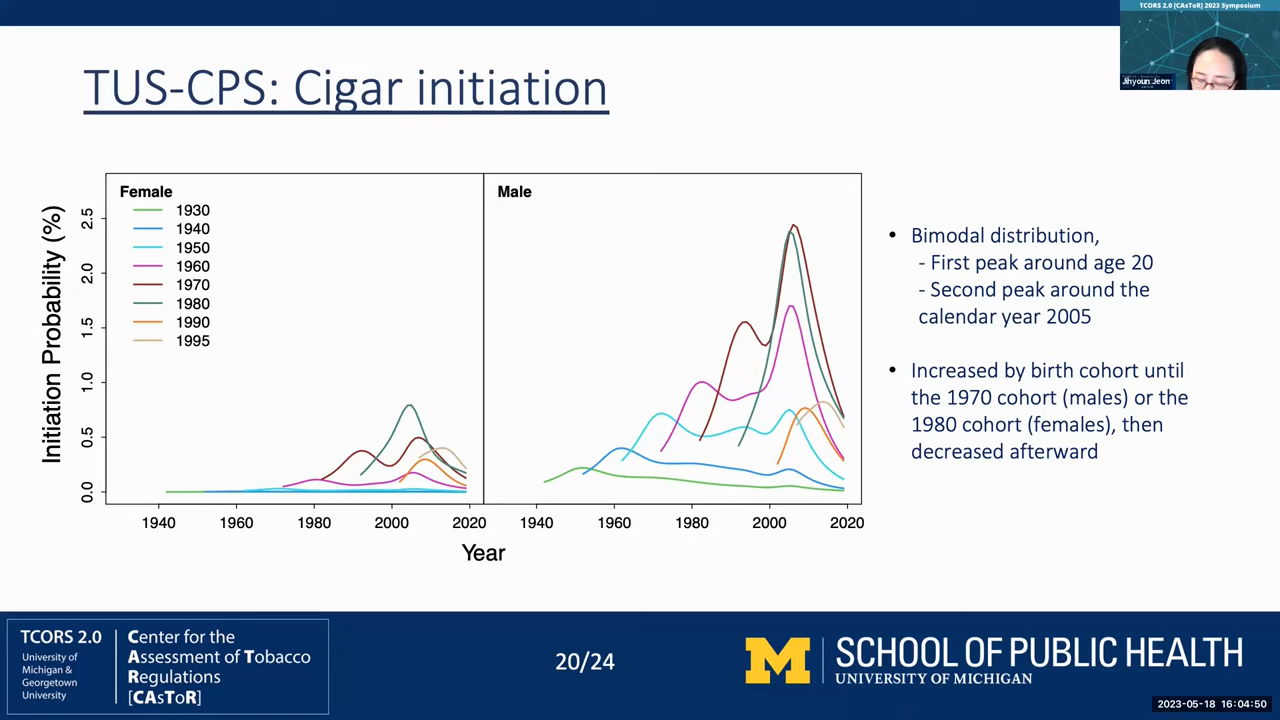 TCORS 2.0 [CAsToR] 2023 Symposium
Jihyoun Jeon
TUS-CPS: Cigar initiation
Initiation Probability (%)
2.5
2.0
1.5
1.0
0.5
0.0
Female
1930
1940
1950
1960
1970
1980
1990
1995
Male
1940 1960 1980 2000 2020
1940 1960 1980 2000 2020
Year
• Bimodal distribution,
- First peak around age 20
- Second peak around the
calendar year 2005
• Increased by birth cohort until
the 1970 cohort (males) or the
1980 cohort (females), then
decreased afterward
TCORS 2.0
University of
Michigan &
Georgetown
University
Center for the
Assessment of Tobacco
Regulations
[CAsToR]
20/24
M
SCHOOL OF PUBLIC HEALTH
UNIVERSITY OF MICHIGAN
2023-05-18 16:04:50